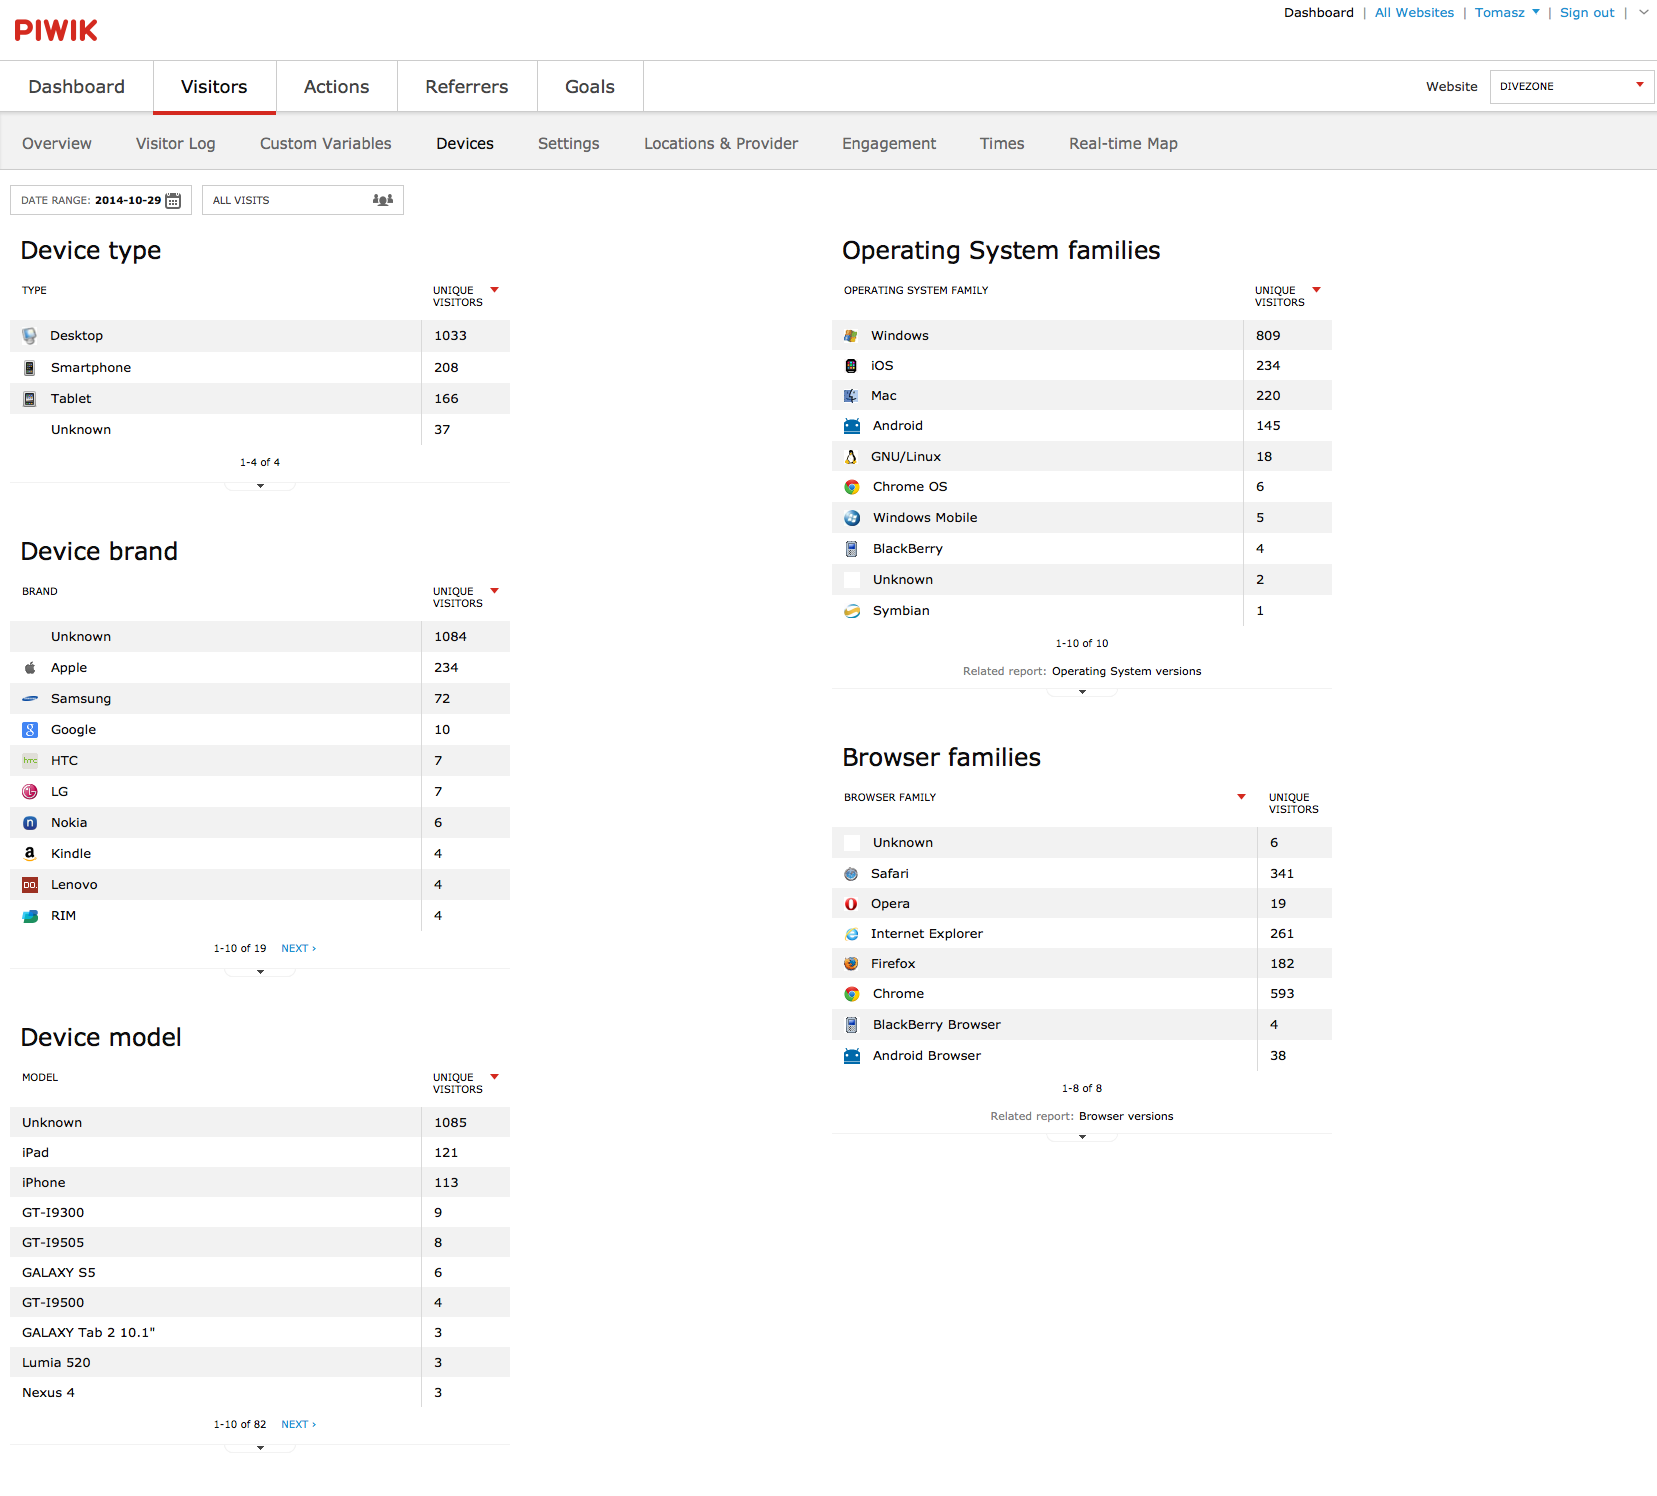 PIWIK
Dashboard | All Websites | Tomasz | Sign out |
Dashboard Visitors Actions Referrers Goals
Website DIVEZONE
Overview Visitor Log Custom Variables Devices Settings Locations & Provider Engagement Times Real-time Map
DATE RANGE: 2014-10-29 ALL VISITS
Device type
TYPE UNIQUE VISITORS
Desktop 1033
Smartphone 208
Tablet 166
Unknown 37
1-4 of 4
Device brand
BRAND UNIQUE VISITORS
Unknown 1084
Apple 234
Samsung 72
Google 10
HTC 7
LG 7
Nokia 6
Kindle 4
Lenovo 4
RIM 4
1-10 of 19 NEXT ›
Device model
MODEL UNIQUE VISITORS
Unknown 1085
iPad 121
iPhone 113
GT-I9300 9
GT-I9505 8
GALAXY S5 6
GT-I9500 4
GALAXY Tab 2 10.1" 3
Lumia 520 3
Nexus 4 3
1-10 of 82 NEXT ›
Operating System families
OPERATING SYSTEM FAMILY UNIQUE VISITORS
Windows 809
iOS 234
Mac 220
Android 145
GNU/Linux 18
Chrome OS 6
Windows Mobile 5
BlackBerry 4
Unknown 2
Symbian 1
1-10 of 10
Related report: Operating System versions
Browser families
BROWSER FAMILY UNIQUE VISITORS
Unknown 6
Safari 341
Opera 19
Internet Explorer 261
Firefox 182
Chrome 593
BlackBerry Browser 4
Android Browser 38
1-8 of 8
Related report: Browser versions